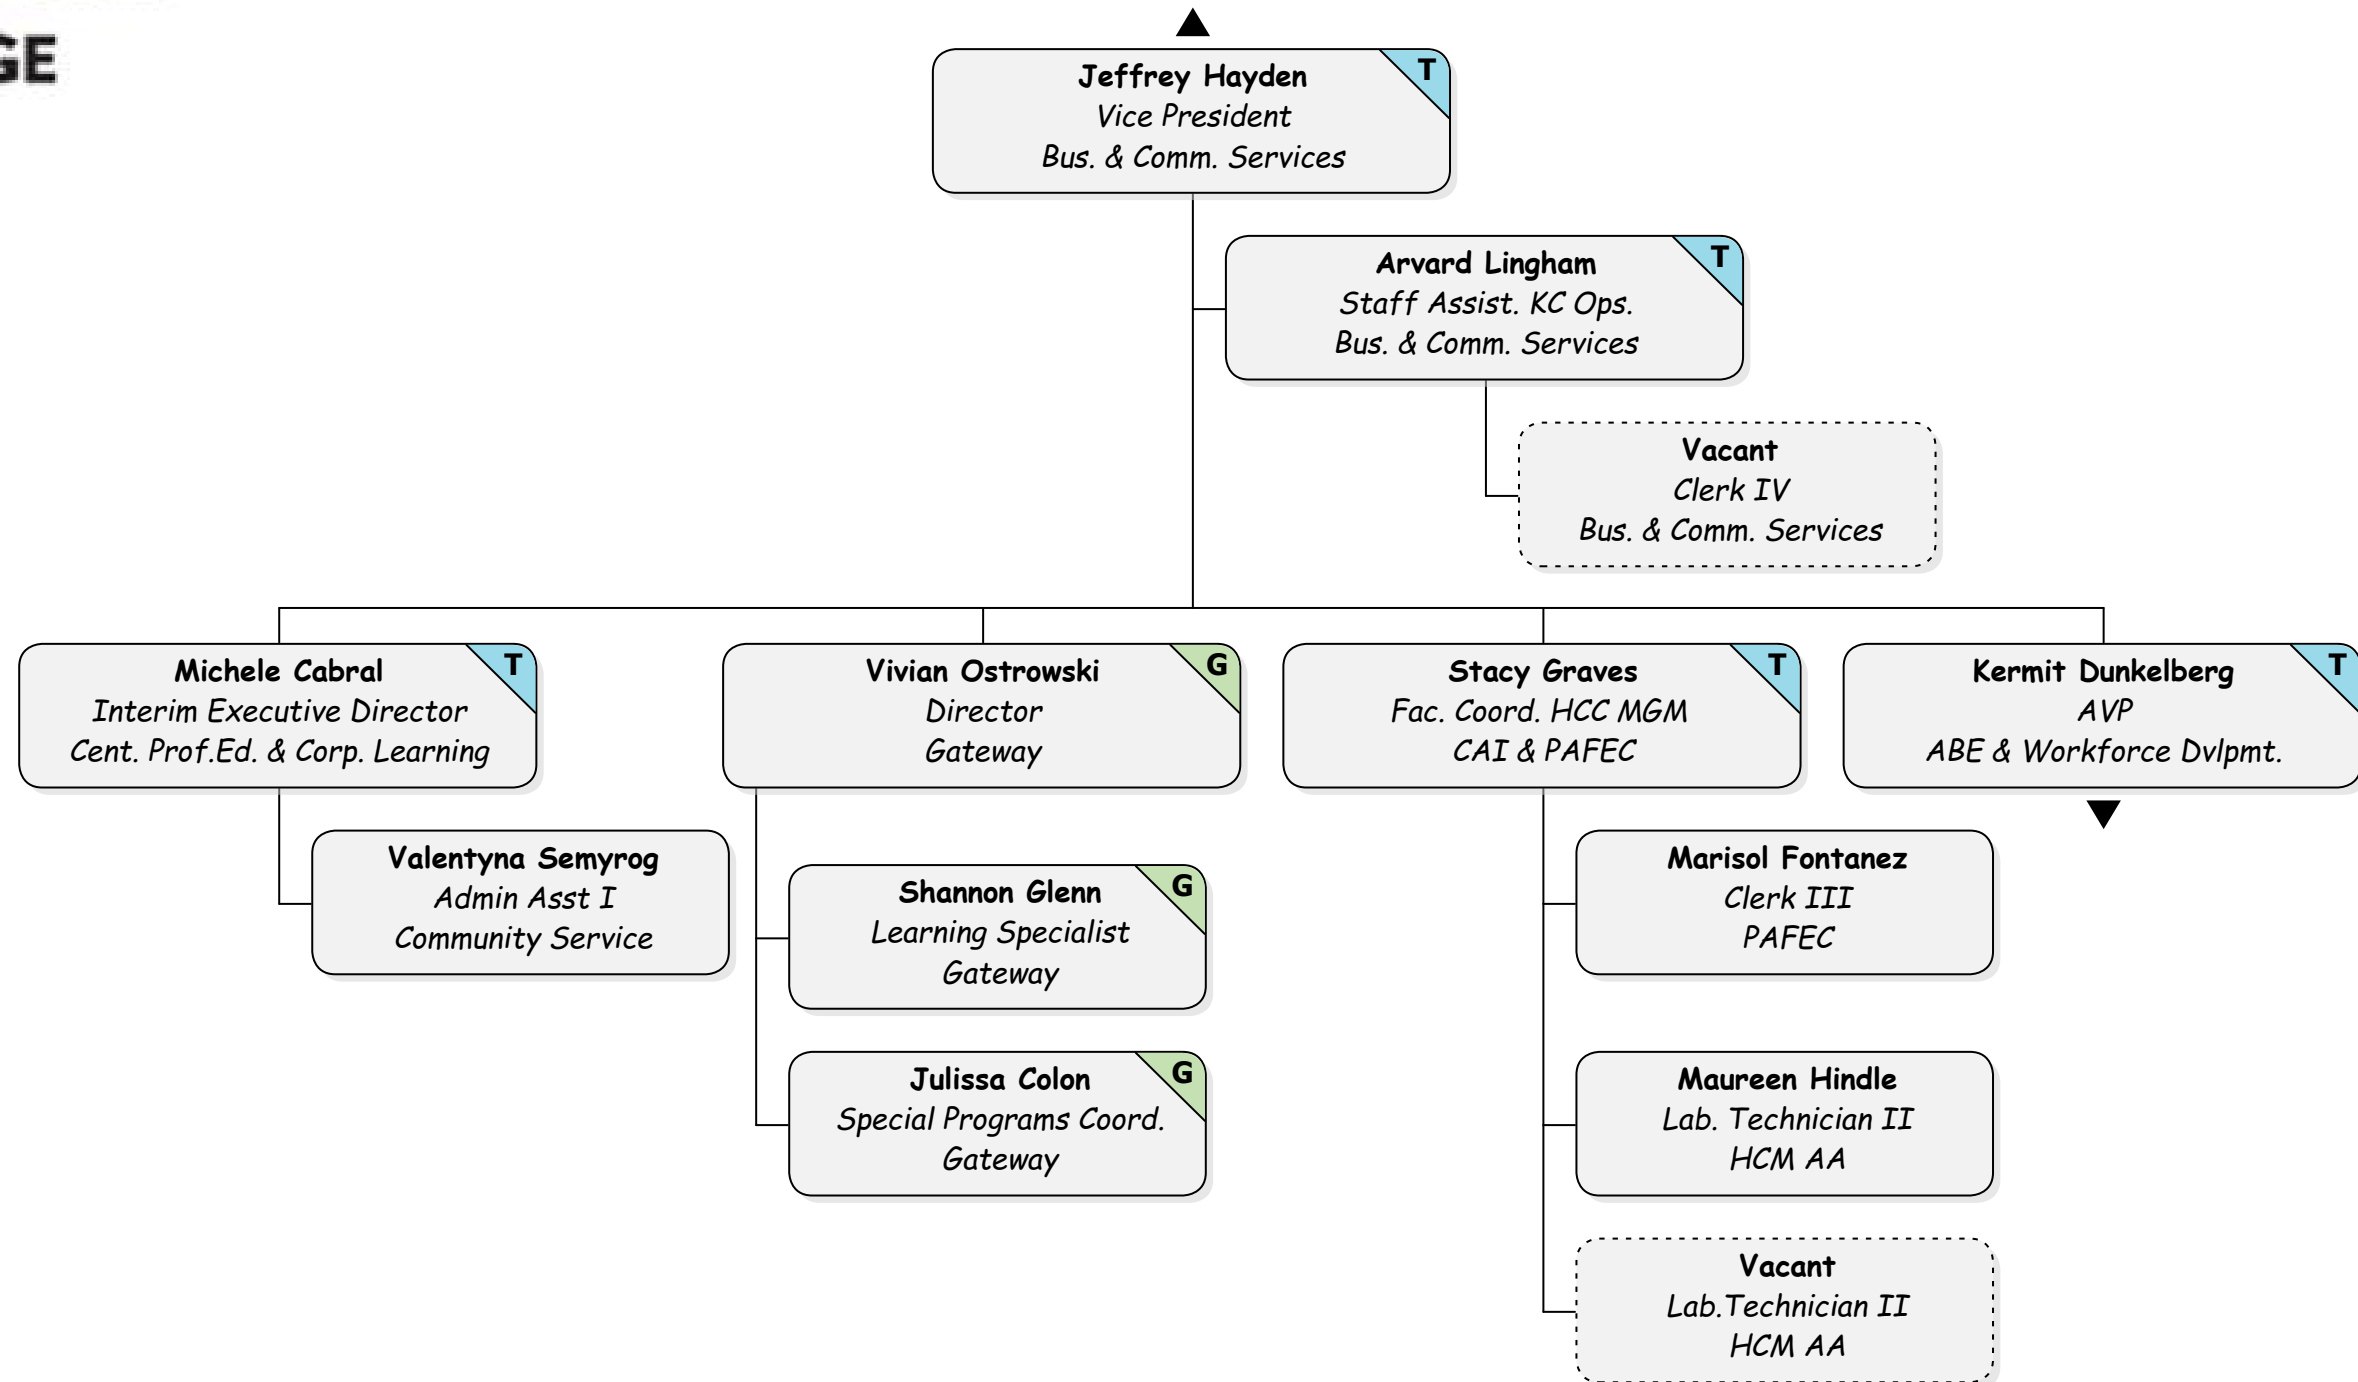 GE
Jeffrey Hayden
T
Vice President
Bus. & Comm. Services
Arvard Lingham
T
Staff Assist. KC Ops.
Bus. & Comm. Services
Vacant
Clerk IV
Bus. & Comm. Services
Michele Cabral
T
Interim Executive Director
Cent. Prof.Ed. & Corp. Learning
Valentyna Semyrog
Admin Asst I
Community Service
Vivian Ostrowski
G
Director
Gateway
Shannon Glenn
G
Learning Specialist
Gateway
Julissa Colon
G
Special Programs Coord.
Gateway
Stacy Graves
T
Fac. Coord. HCC MGM
CAI & PAFEC
Marisol Fontanez
Clerk III
PAFEC
Maureen Hindle
Lab. Technician II
HCM AA
Vacant
Lab.Technician II
HCM AA
Kermit Dunkelberg
T
AVP
ABE & Workforce Dvlpmt.